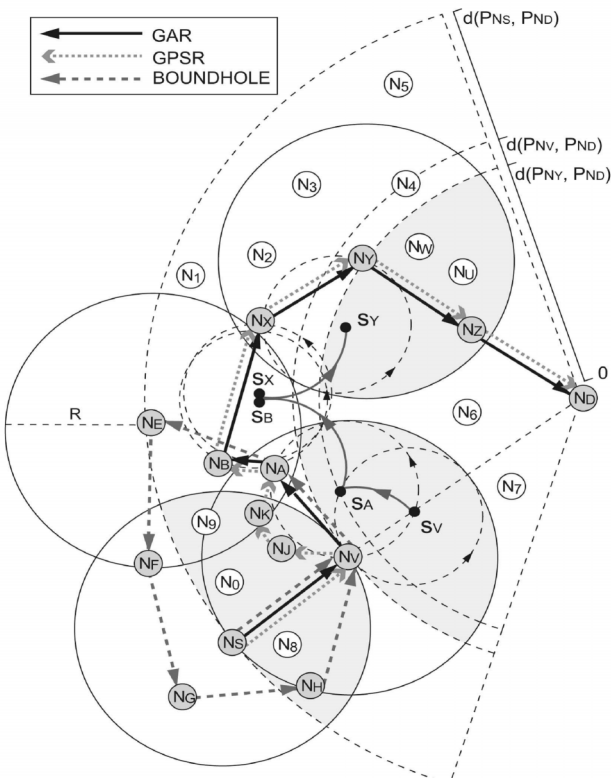 GAR
GPSR
BOUNDHOLE
d(PNS, PND)
N5
d(PNV, PND)
d(PNY, PND)
N3
N4
N2
NY
NW
N1
NU
NX
NZ
SY
0
SX
SB
ND
N6
NE
R
NB
NA
N7
SA
NK
SV
N9
NJ
NV
NF
N0
NS
N8
NG
NH